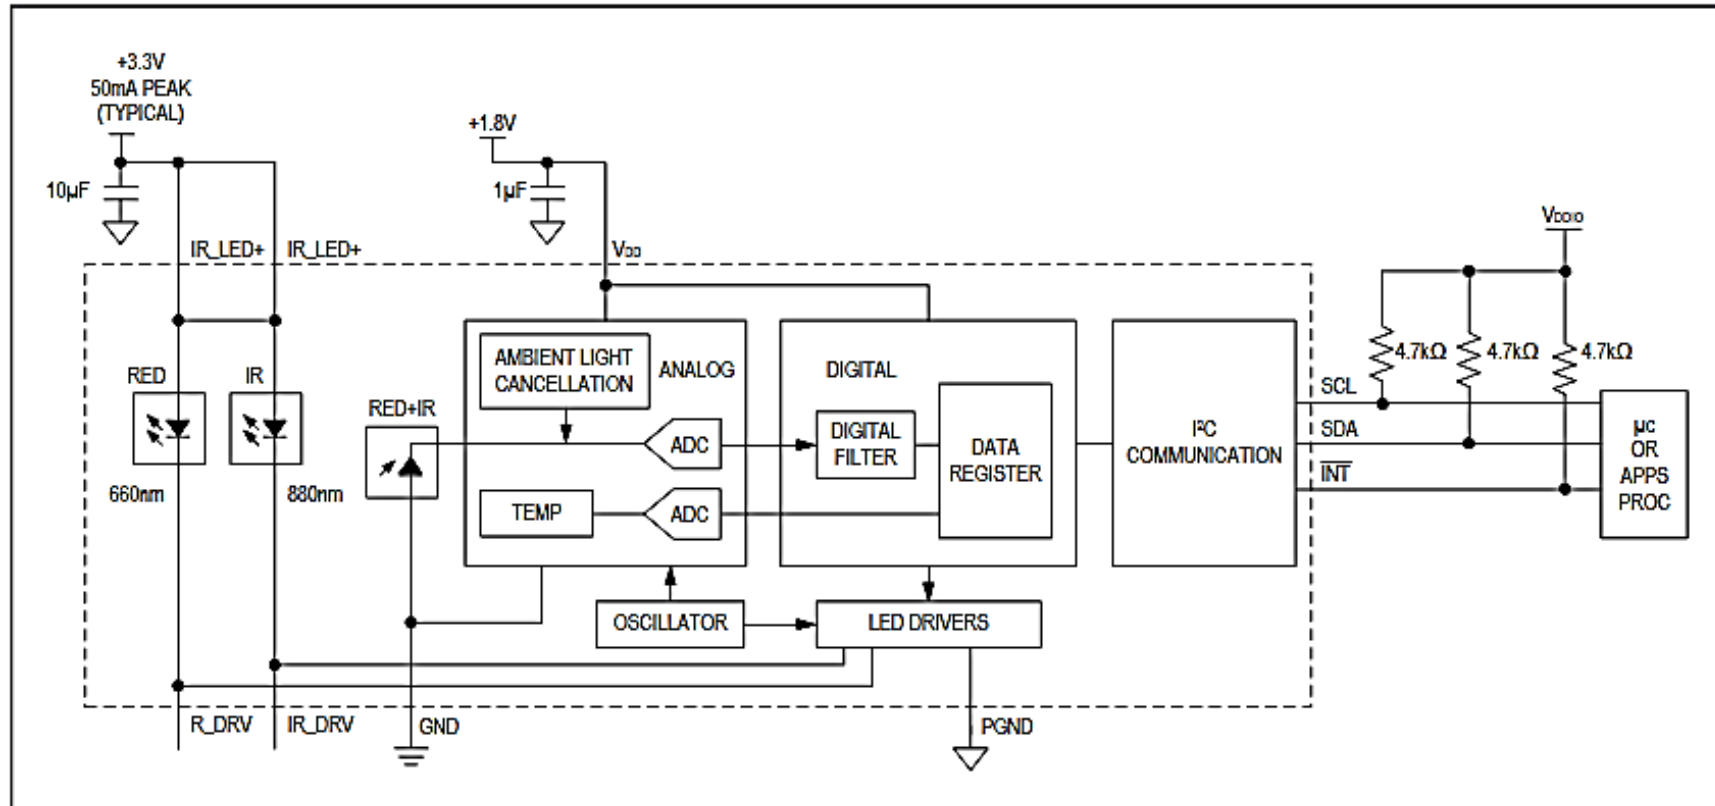 +3.3V
50mA PEAK
(TYPICAL)
+1.8V
10µF
1µF
VDDIO
IR_LED+
IR_LED+
VDD
4.7kΩ
4.7kΩ
4.7kΩ
AMBIENT LIGHT
CANCELLATION
ANALOG
DIGITAL
RED
IR
RED+IR
SCL
ADC
DIGITAL
FILTER
DATA
REGISTER
I²C
COMMUNICATION
SDA
INT
µC
OR
APPS
PROC
660nm
880nm
TEMP
ADC
OSCILLATOR
LED DRIVERS
R_DRV
IR_DRV
GND
PGND